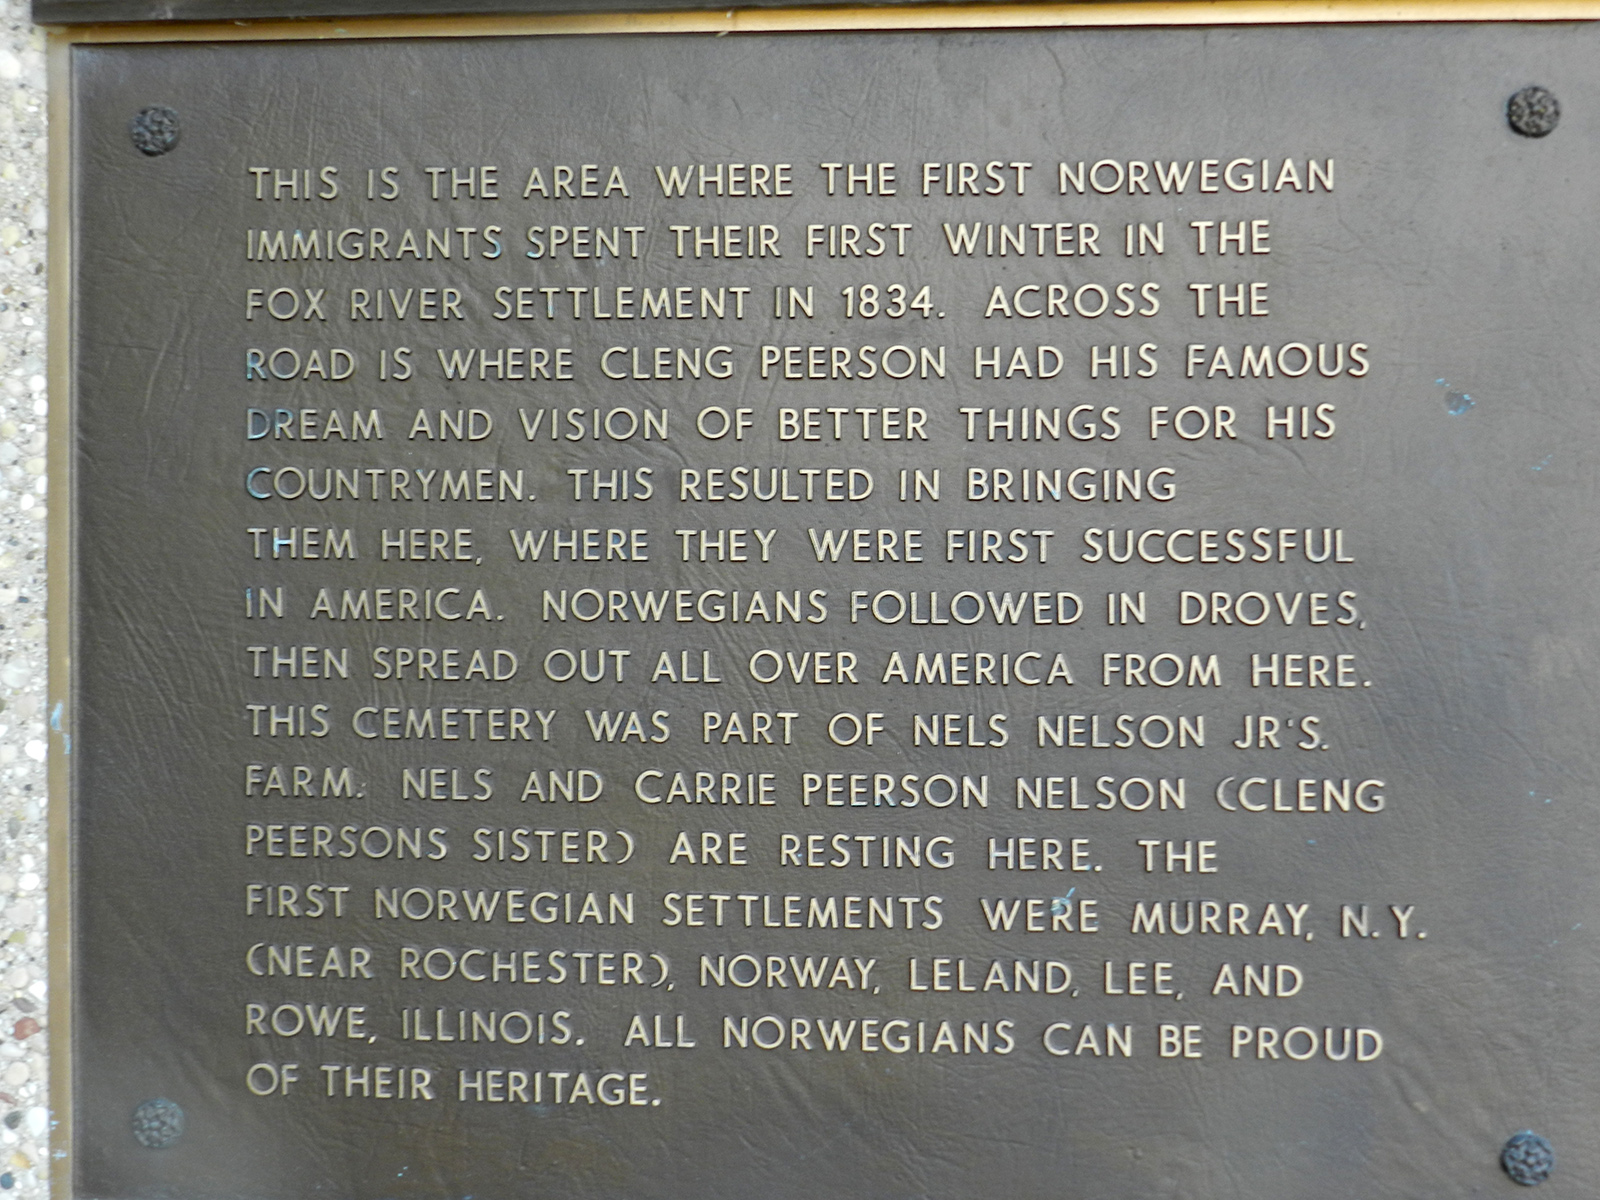 THIS IS THE AREA WHERE THE FIRST NORWEGIAN
IMMIGRANTS SPENT THEIR FIRST WINTER IN THE
FOX RIVER SETTLEMENT IN 1834. ACROSS THE
ROAD IS WHERE CLENG PEERSON HAD HIS FAMOUS
DREAM AND VISION OF BETTER THINGS FOR HIS
COUNTRYMEN. THIS RESULTED IN BRINGING
THEM HERE, WHERE THEY WERE FIRST SUCCESSFUL
IN AMERICA. NORWEGIANS FOLLOWED IN DROVES,
THEN SPREAD OUT ALL OVER AMERICA FROM HERE.
THIS CEMETERY WAS PART OF NELS NELSON JR'S.
FARM: NELS AND CARRIE PEERSON NELSON (CLENG
PEERSONS SISTER) ARE RESTING HERE. THE
FIRST NORWEGIAN SETTLEMENTS WERE MURRAY, N.Y.
(NEAR ROCHESTER), NORWAY, LELAND, LEE, AND
ROWE, ILLINOIS. ALL NORWEGIANS CAN BE PROUD
OF THEIR HERITAGE.